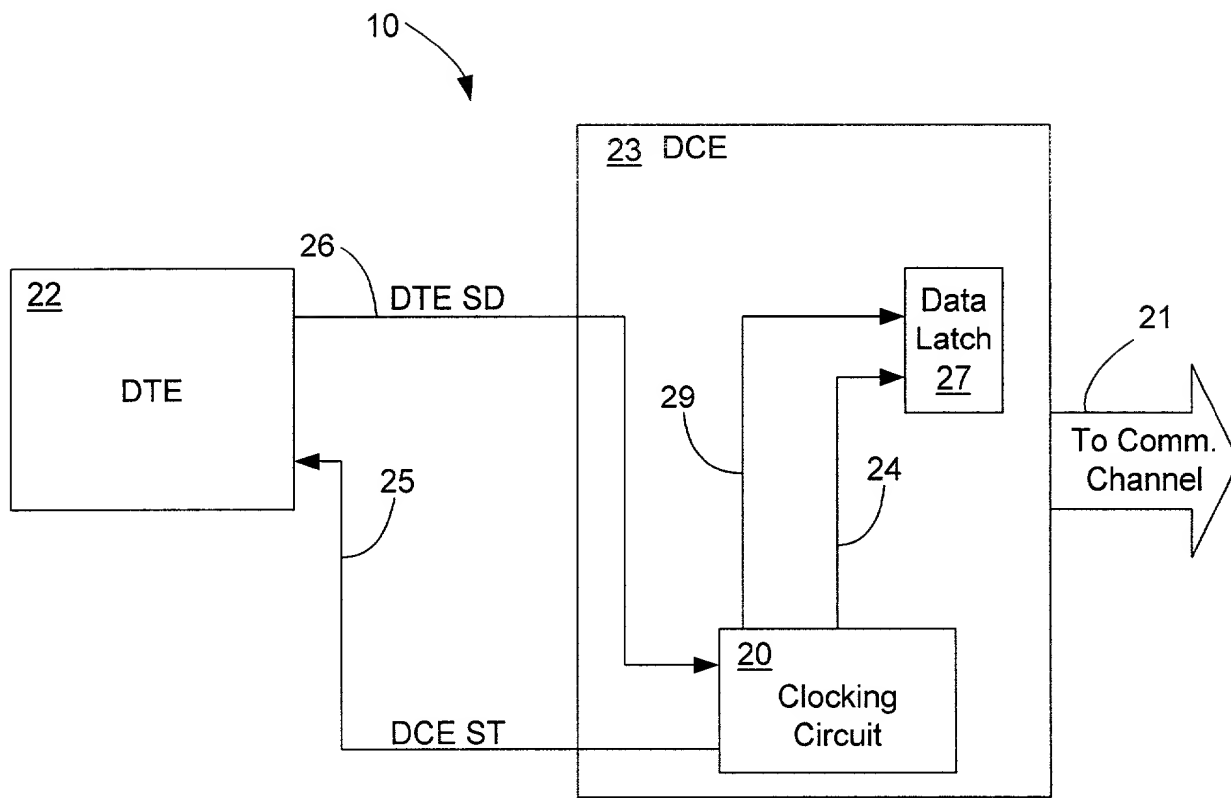 10
23 DCE
26
22
DTE SD
Data
Latch
27
21
DTE
29
To Comm.
Channel
25
24
20
Clocking
Circuit
DCE ST